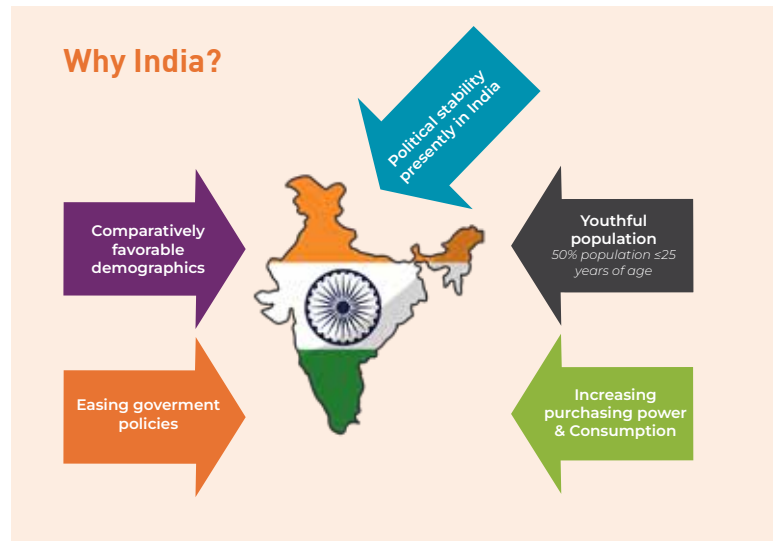 Why India?
Political stability
presently in India
Comparatively
favorable
demographics
Youthful
population
50% population ≤25
years of age
Easing goverment
policies
Increasing
purchasing power
& Consumption